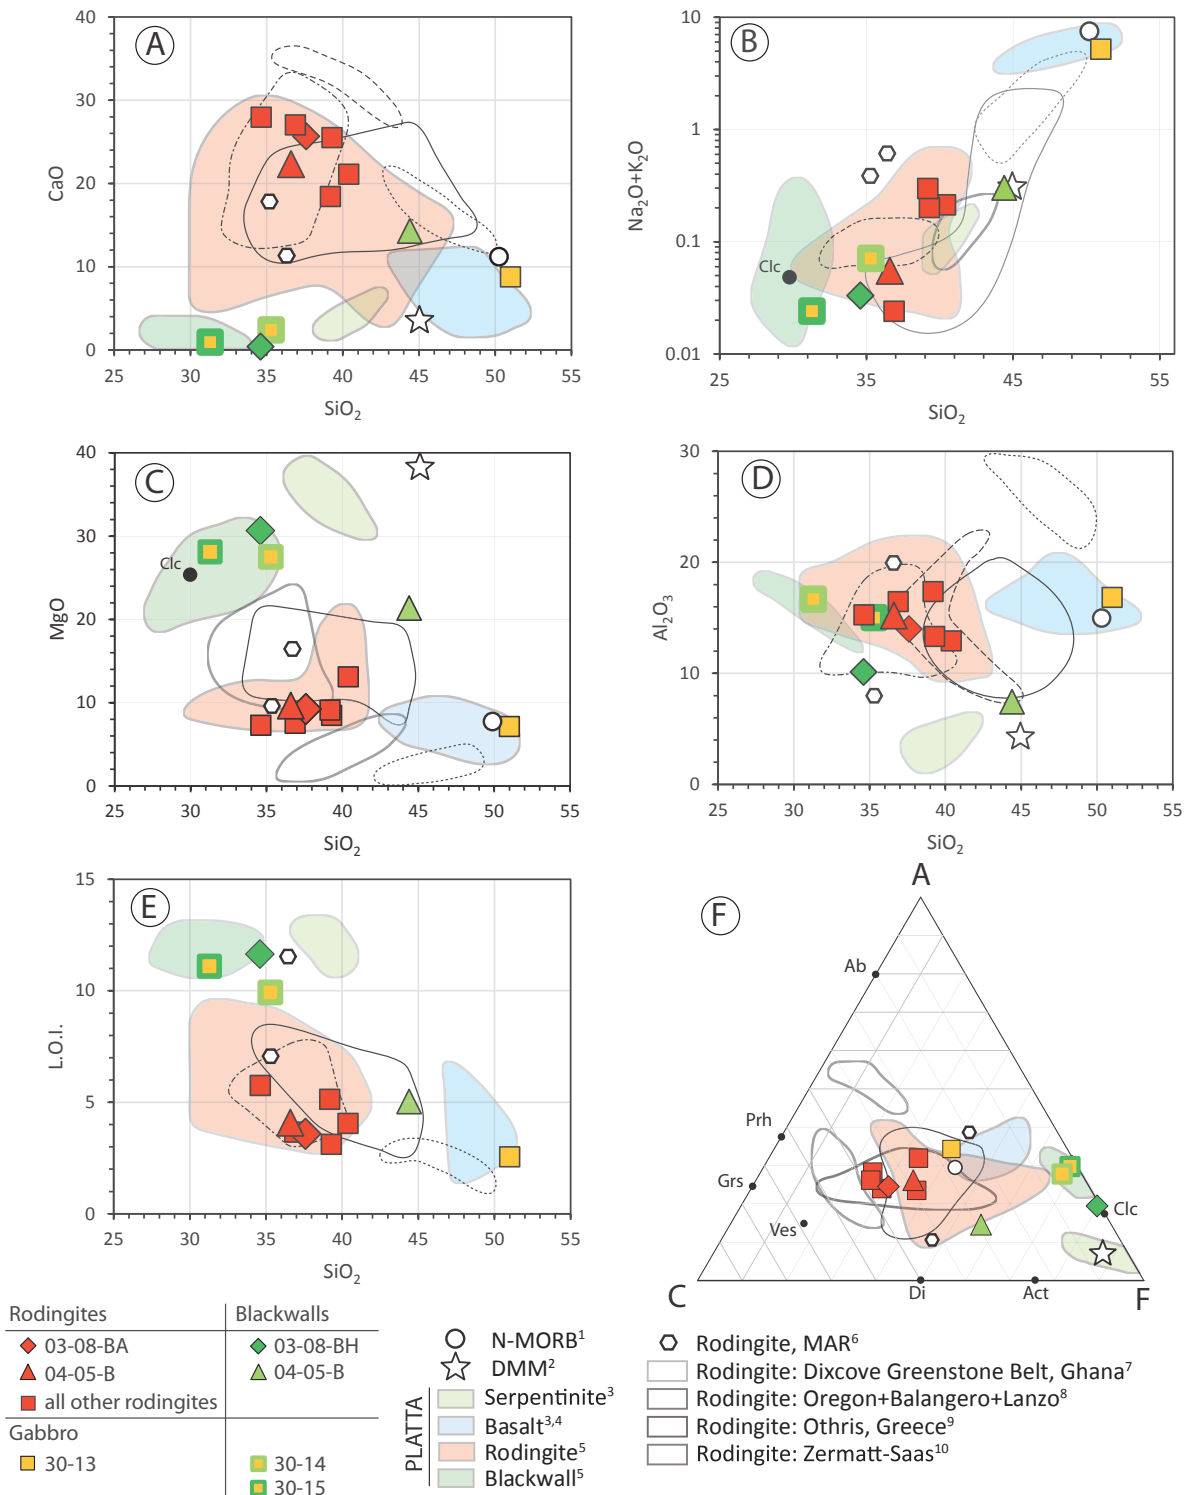 A
CaO
40
30
20
10
0
25 30 35 40 45 50 55
SiO2
B
Na2O+K2O
10
1
0.1
0.01
Clc
25 35 45 55
SiO2
C
MgO
40
30
20
10
0
Clc
25 30 35 40 45 50 55
SiO2
D
Al2O3
30
20
10
0
25 30 35 40 45 50 55
SiO2
E
L.O.I.
15
10
5
0
25 30 35 40 45 50 55
SiO2
F
A
Ab
Prh
Grs
Ves
Clc
C
Di
Act
F
Rodingites
Blackwalls
03-08-BA
03-08-BH
04-05-B
04-05-B
all other rodingites
Gabbro
30-13
30-14
30-15
N-MORB1
DMM2
PLATTA
Serpentinite3
Basalt3,4
Rodingite5
Blackwall5
Rodingite, MAR6
Rodingite: Dixcove Greenstone Belt, Ghana7
Rodingite: Oregon+Balangero+Lanzo8
Rodingite: Othris, Greece9
Rodingite: Zermatt-Saas10